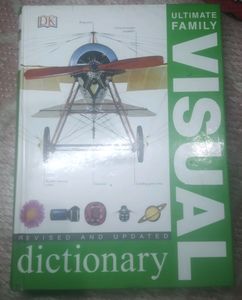 DK
ULTIMATE
FAMILY
VISUAL
REVISED AND UPDATED
dictionary